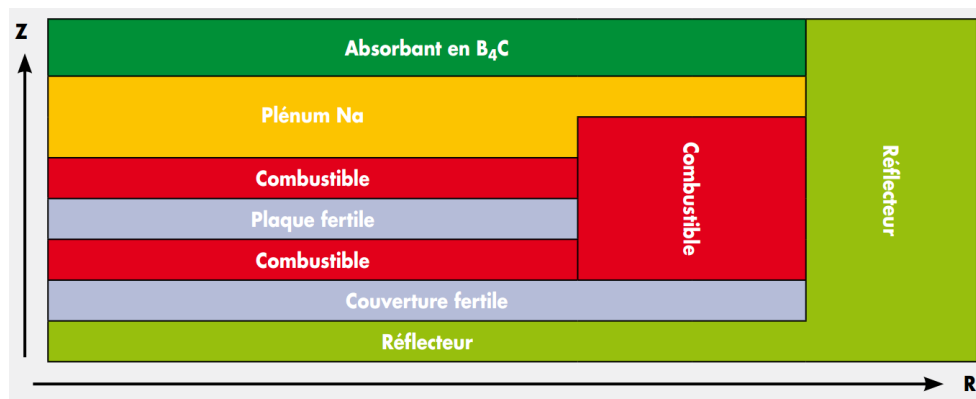 Z
Absorbant en B₄C
Plénum Na
Combustible
Plaque fertile
Combustible
Combustible
Couverture fertile
Réflecteur
Réflecteur
R